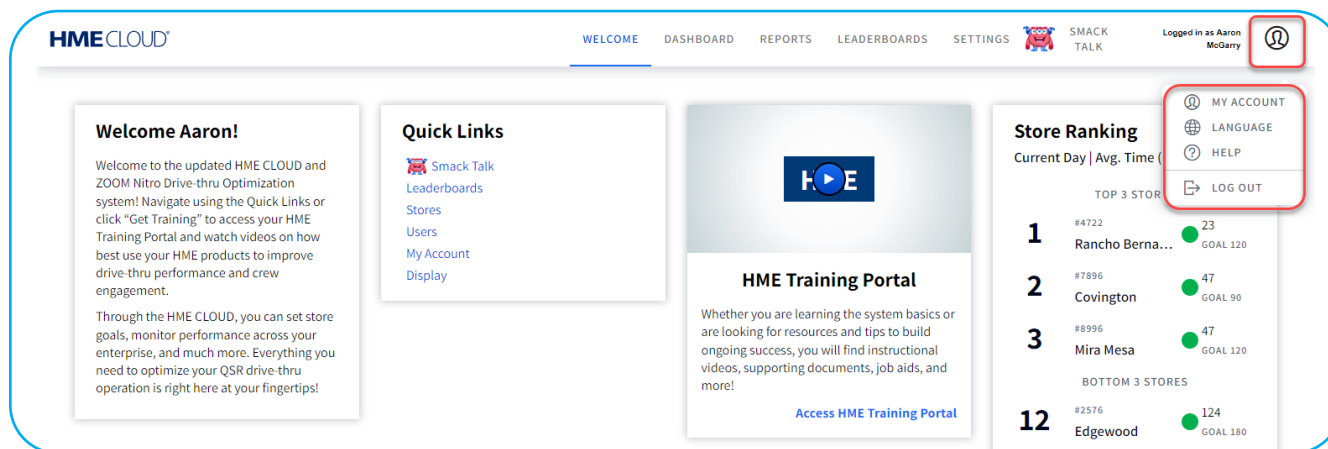 HME CLOUD®
WELCOME DASHBOARD REPORTS LEADERBOARDS SETTINGS SMACK TALK Logged in as Aaron McGarry
MY ACCOUNT
LANGUAGE
HELP
LOG OUT
Welcome Aaron!
Welcome to the updated HME CLOUD and
ZOOM Nitro Drive-thru Optimization
system! Navigate using the Quick Links or
click “Get Training” to access your HME
Training Portal and watch videos on how
best use your HME products to improve
drive-thru performance and crew
engagement.
Through the HME CLOUD, you can set store
goals, monitor performance across your
enterprise, and much more. Everything you
need to optimize your QSR drive-thru
operation is right here at your fingertips!
Quick Links
Smack Talk
Leaderboards
Stores
Users
My Account
Display
H E
HME Training Portal
Whether you are learning the system basics or
are looking for resources and tips to build
ongoing success, you will find instructional
videos, supporting documents, job aids, and
more!
Access HME Training Portal
Store Ranking
Current Day | Avg. Time (
TOP 3 STOR
1 #4722 Rancho Berna... 23 GOAL 120
2 #7896 Covington 47 GOAL 90
3 #8996 Mira Mesa 47 GOAL 120
BOTTOM 3 STORES
12 #2576 Edgewood 124 GOAL 180